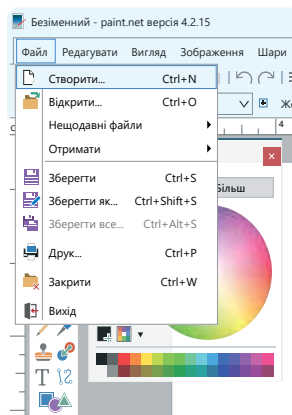 Безіменний - paint.net версія 4.2.15
Файл Редагувати Вигляд Зображення Шари
Створити... Ctrl+N
Відкрити... Ctrl+O
Нещодавні файли
Отримати
Зберегти Ctrl+S
Зберегти як... Ctrl+Shift+S
Зберегти все... Ctrl+Alt+S
Друк... Ctrl+P
Закрити Ctrl+W
Вихід
4
Більш